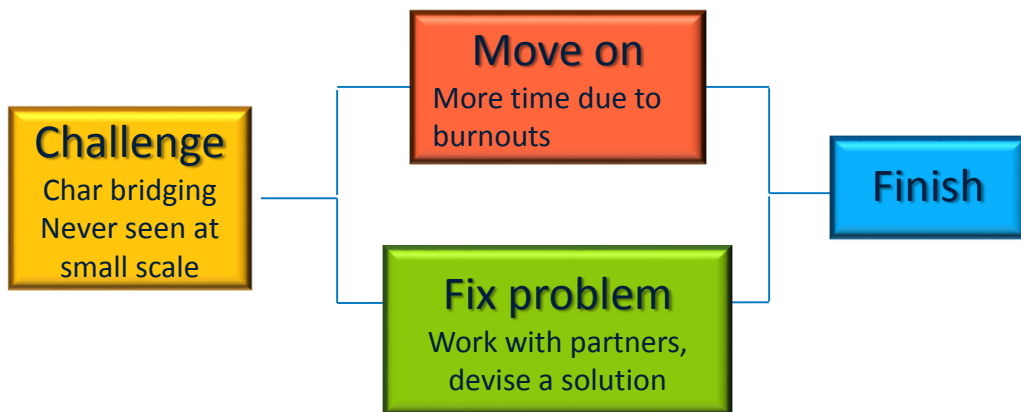 Challenge
Char bridging
Never seen at
small scale
Move on
More time due to
burnouts
Fix problem
Work with partners,
devise a solution
Finish